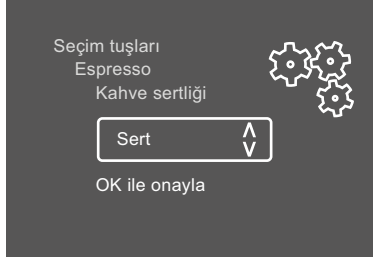 Seçim tuşları
Espresso
Kahve sertliği
Sert
OK ile onayla